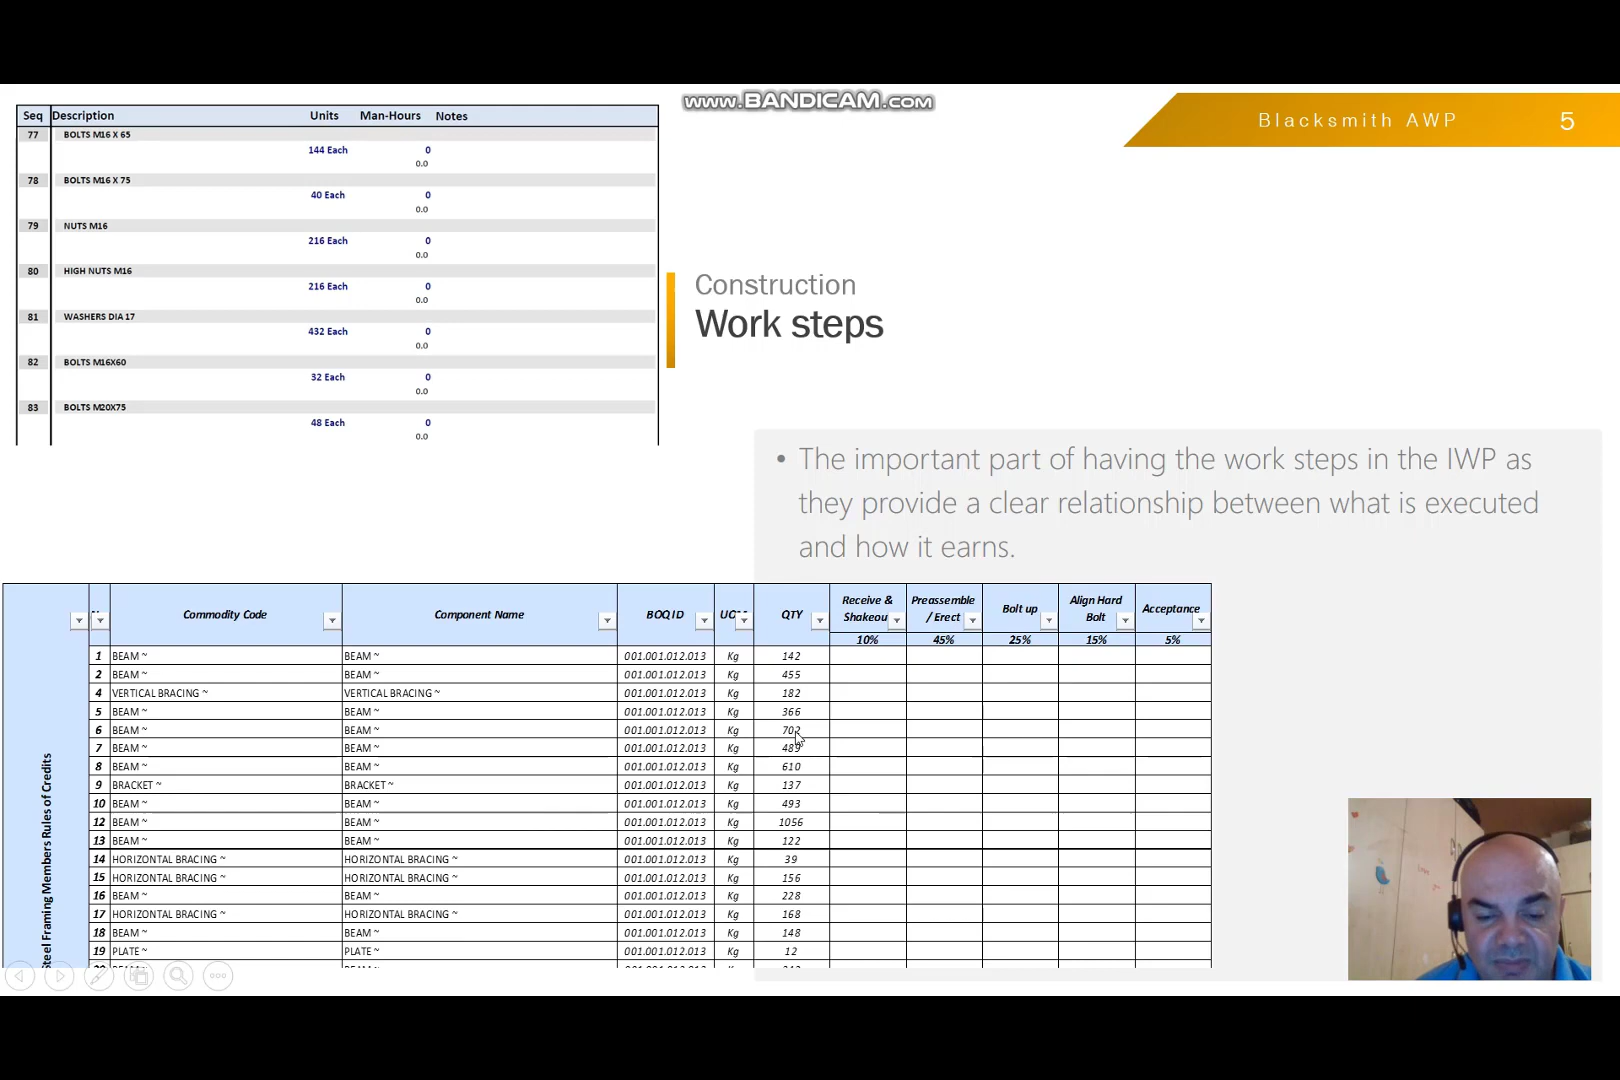 www.BANDICAM.com
Blacksmith AWP 5
Seq Description Units Man-Hours Notes
77 BOLTS M16 X 65
144 Each 0
0.0
78 BOLTS M16 X 75
40 Each 0
0.0
79 NUTS M16
216 Each 0
0.0
80 HIGH NUTS M16
216 Each 0
0.0
81 WASHERS DIA 17
432 Each 0
0.0
82 BOLTS M16X60
32 Each 0
0.0
83 BOLTS M20X75
48 Each 0
0.0
Construction
Work steps
• The important part of having the work steps in the IWP as
they provide a clear relationship between what is executed
and how it earns.
Steel Framing Members Rules of Credits
Commodity Code Component Name BOQ ID QTY Receive & Shakeout Preassemble / Erect Bolt up Align Hard Bolt Acceptance
10% 45% 25% 15% 5%
1 BEAM ~ BEAM ~ 001.001.012.013 Kg 142
2 BEAM ~ BEAM ~ 001.001.012.013 Kg 455
4 VERTICAL BRACING ~ VERTICAL BRACING ~ 001.001.012.013 Kg 182
5 BEAM ~ BEAM ~ 001.001.012.013 Kg 366
6 BEAM ~ BEAM ~ 001.001.012.013 Kg
7 BEAM ~ BEAM ~ 001.001.012.013 Kg
8 BEAM ~ BEAM ~ 001.001.012.013 Kg 610
9 BRACKET ~ BRACKET ~ 001.001.012.013 Kg 137
10 BEAM ~ BEAM ~ 001.001.012.013 Kg 493
12 BEAM ~ BEAM ~ 001.001.012.013 Kg 1056
13 BEAM ~ BEAM ~ 001.001.012.013 Kg 122
14 HORIZONTAL BRACING ~ HORIZONTAL BRACING ~ 001.001.012.013 Kg 39
15 HORIZONTAL BRACING ~ HORIZONTAL BRACING ~ 001.001.012.013 Kg 156
16 BEAM ~ BEAM ~ 001.001.012.013 Kg 228
17 HORIZONTAL BRACING ~ HORIZONTAL BRACING ~ 001.001.012.013 Kg 168
18 BEAM ~ BEAM ~ 001.001.012.013 Kg 148
19 PLATE ~ PLATE ~ 001.001.012.013 Kg 12